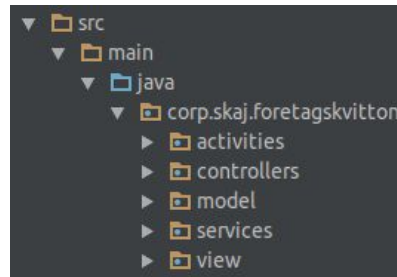 src
main
java
corp.skaj.foretagskvitton
activities
controllers
model
services
view